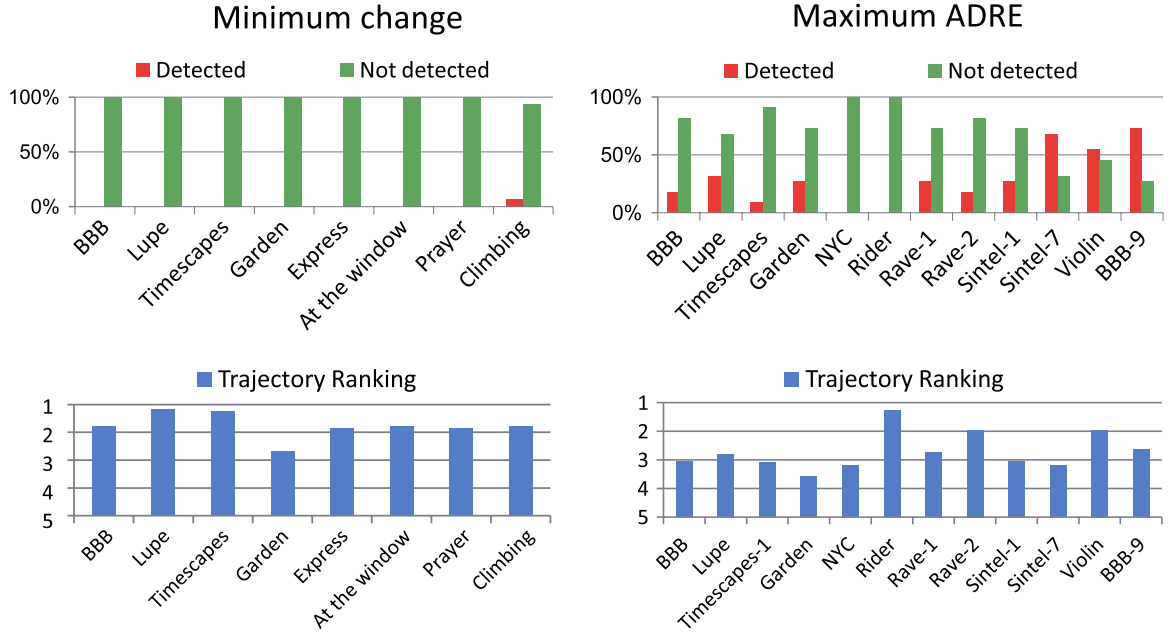 Minimum change
Detected Not detected
100%
50%
0%
BBB Lupe Timescapes Garden Express At the window Prayer Climbing
Maximum ADRE
Detected Not detected
100%
50%
0%
BBB Lupe Timescapes Garden NYC Rider Rave-1 Rave-2 Sintel-1 Sintel-7 Violin BBB-9
Trajectory Ranking
1
2
3
4
5
BBB Lupe Timescapes Garden Express At the window Prayer Climbing
Trajectory Ranking
1
2
3
4
5
BBB Lupe Timescapes-1 Garden NYC Rider Rave-1 Rave-2 Sintel-1 Sintel-7 Violin BBB-9